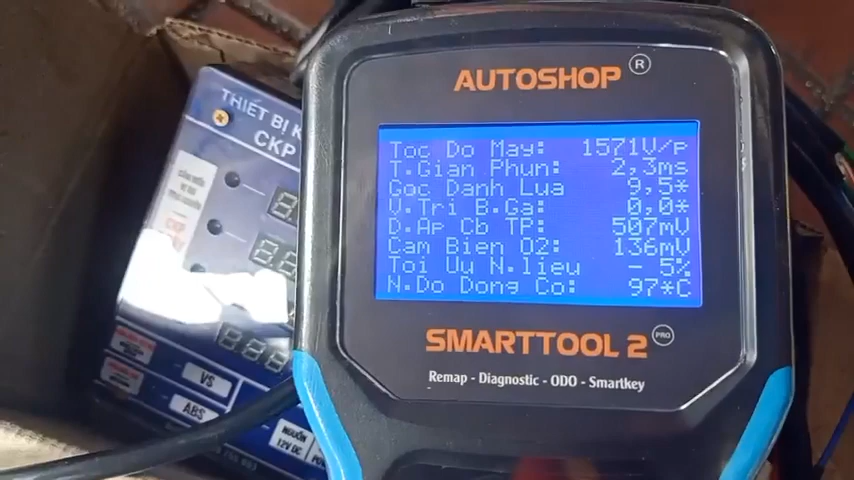 AUTOSHOP ®
THIẾT BỊ K
CKP
Toc Do May: 1571V/p
T.Gian Phun: 2,3ms
Goc Danh Lua 9,5*
V.Tri B.Ga: 0,0*
D.Ap Cb TP: 507mV
Cam Bien O2: 136mV
Toi Uu N.lieu - 5%
N.Do Dong Co: 97*C
SMARTTOOL 2 PRO
Remap - Diagnostic - ODO - Smartkey
VS
ABS
NGUỒN
12V DC